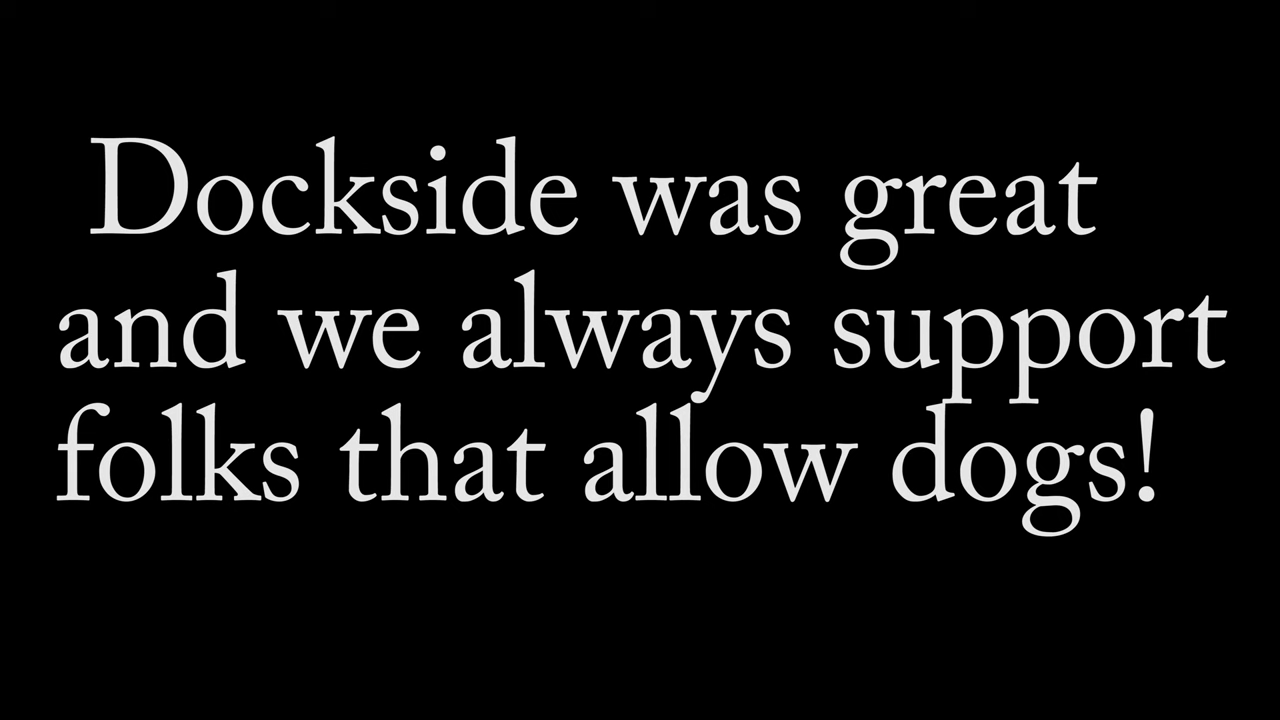 Dockside was great
and we always support
folks that allow dogs!